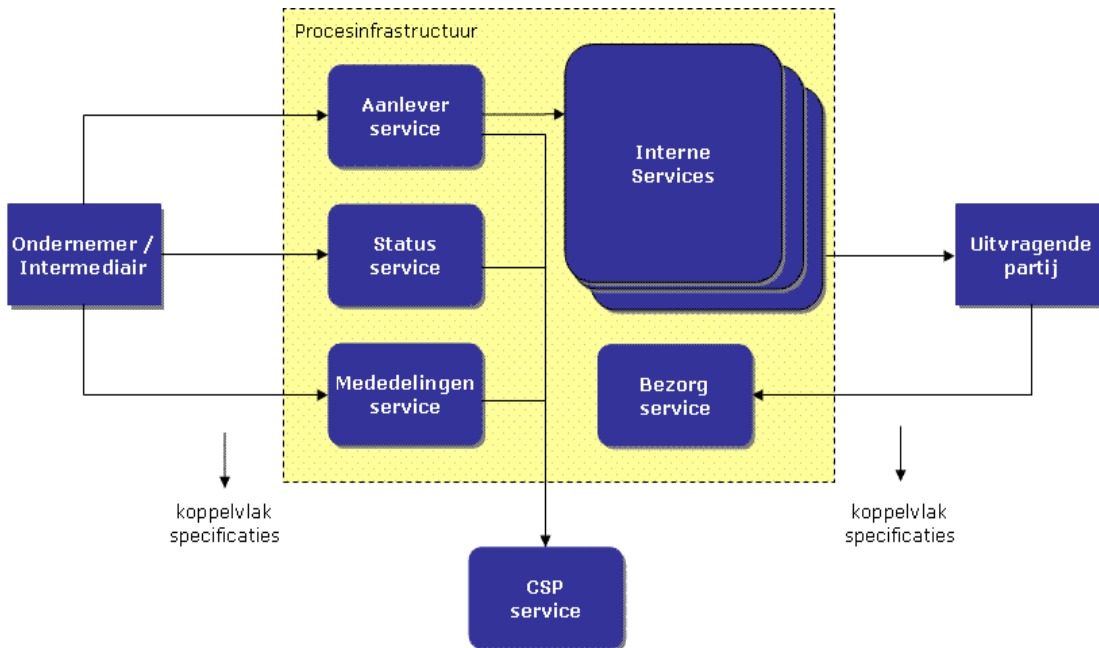 Procesinfrastructuur
Aanlever
service
Interne
Services
Ondernemer /
Intermediair
Status
service
Uitvragende
partij
Mededelingen
service
Bezorg
service
koppelvlak
specificaties
koppelvlak
specificaties
CSP
service